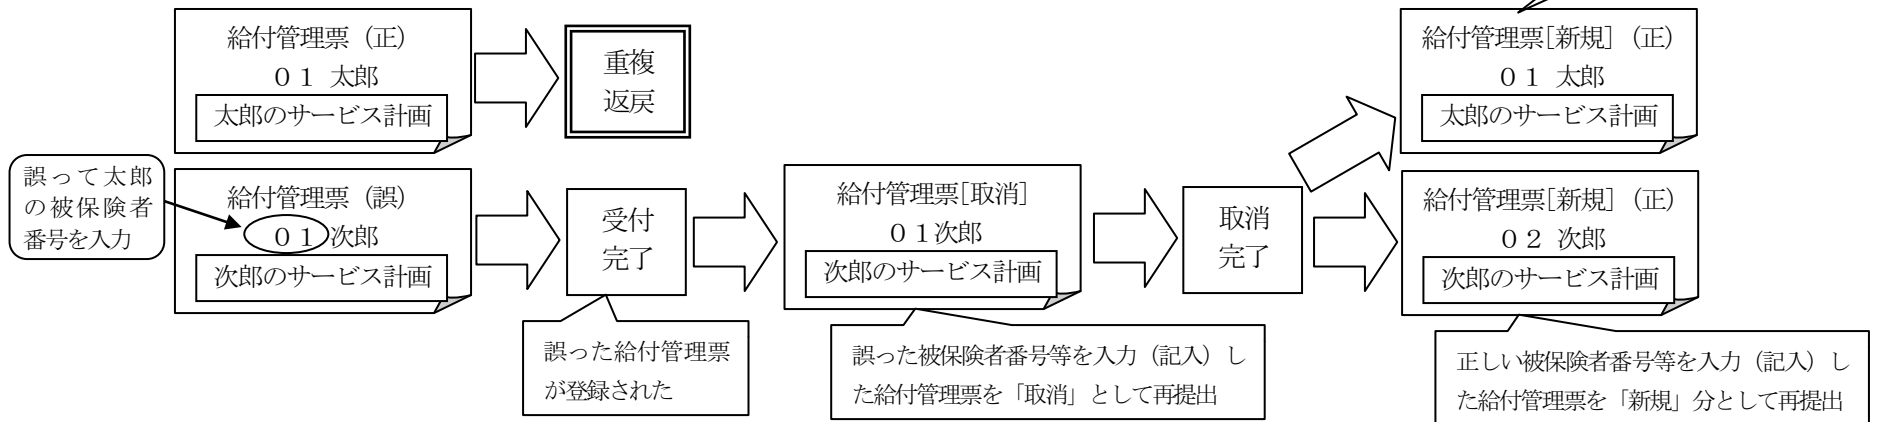 給付管理票（正）
０１ 太郎
太郎のサービス計画
重複
返戻
給付管理票[新規]（正）
０１ 太郎
太郎のサービス計画
誤って太郎
の被保険者
番号を入力
給付管理票（誤）
０１次郎
次郎のサービス計画
受付
完了
給付管理票[取消]
０１次郎
次郎のサービス計画
取消
完了
給付管理票[新規]（正）
０２ 次郎
次郎のサービス計画
誤った給付管理票
が登録された
誤った被保険者番号等を入力（記入）し
た給付管理票を「取消」として再提出
正しい被保険者番号等を入力（記入）し
た給付管理票を「新規」分として再提出